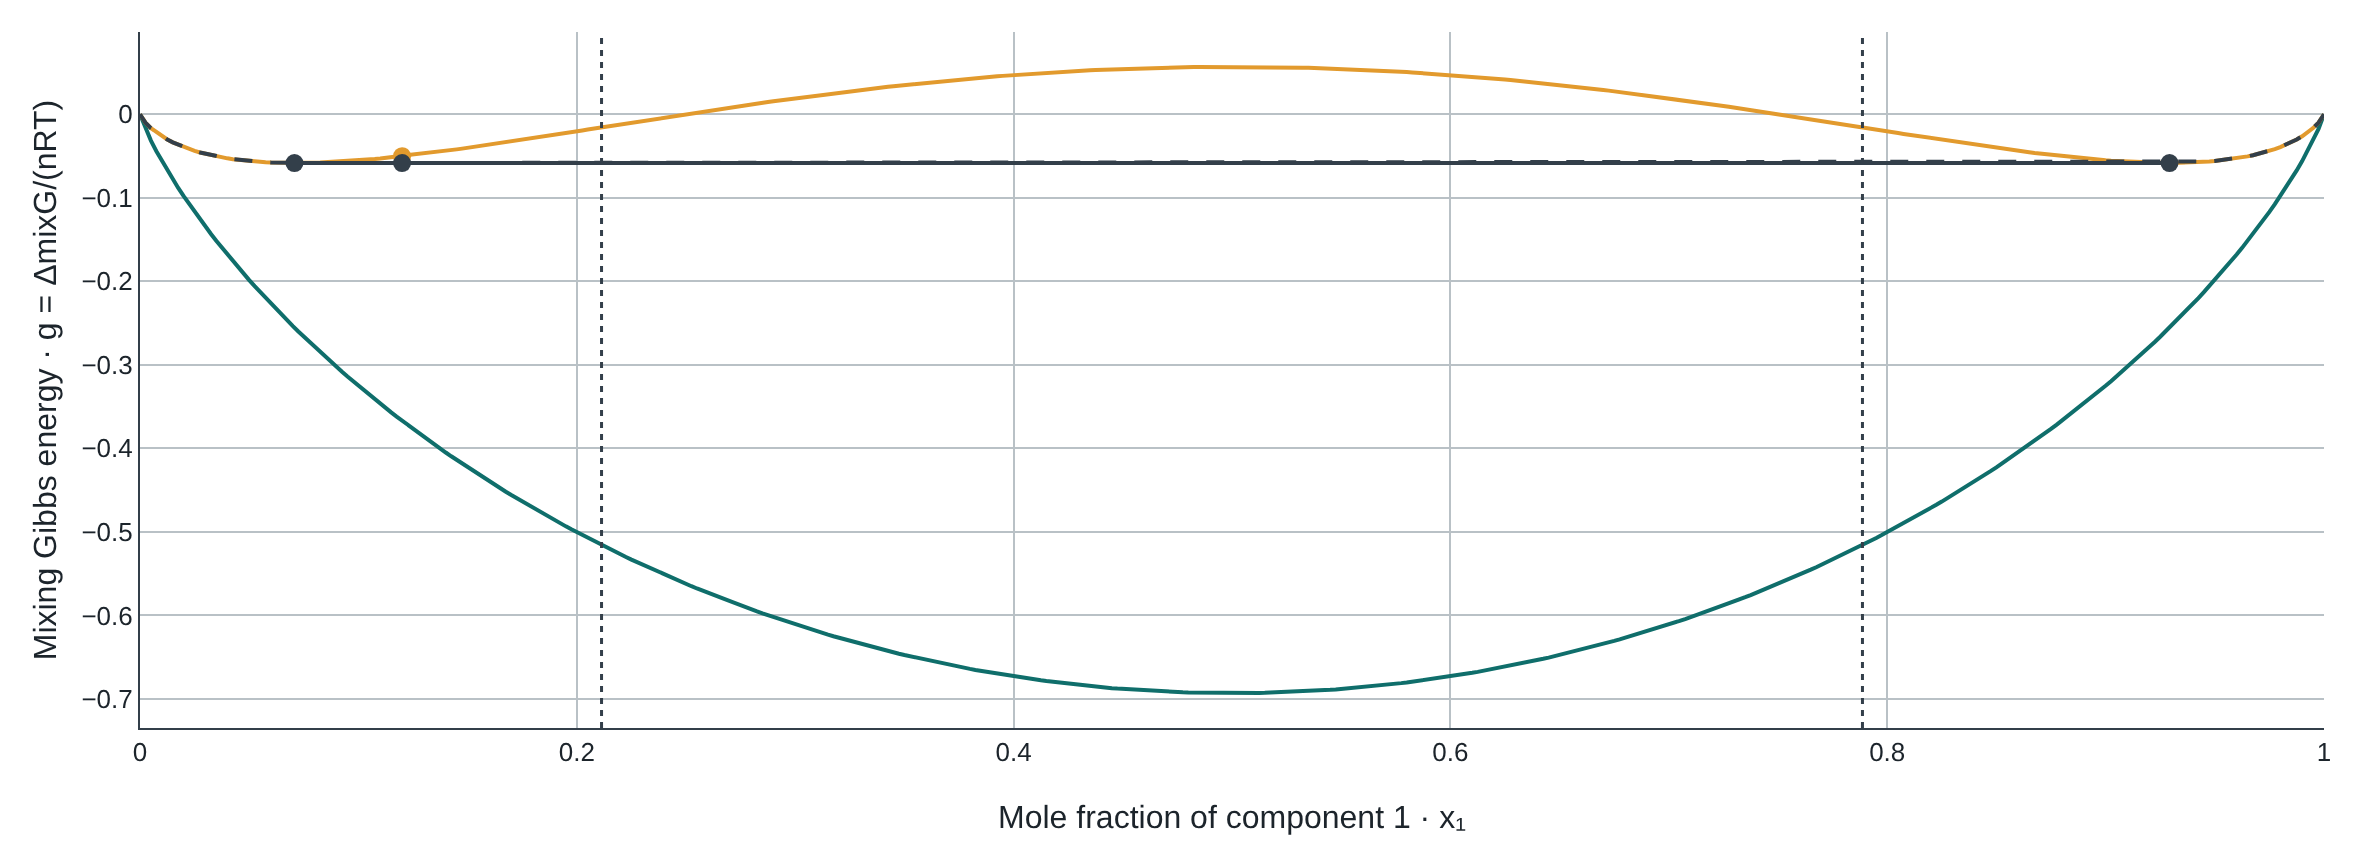 Mixing Gibbs energy · g = ΔmixG/(nRT)
0
−0.1
−0.2
−0.3
−0.4
−0.5
−0.6
−0.7
0 0.2 0.4 0.6 0.8 1
Mole fraction of component 1 · x₁